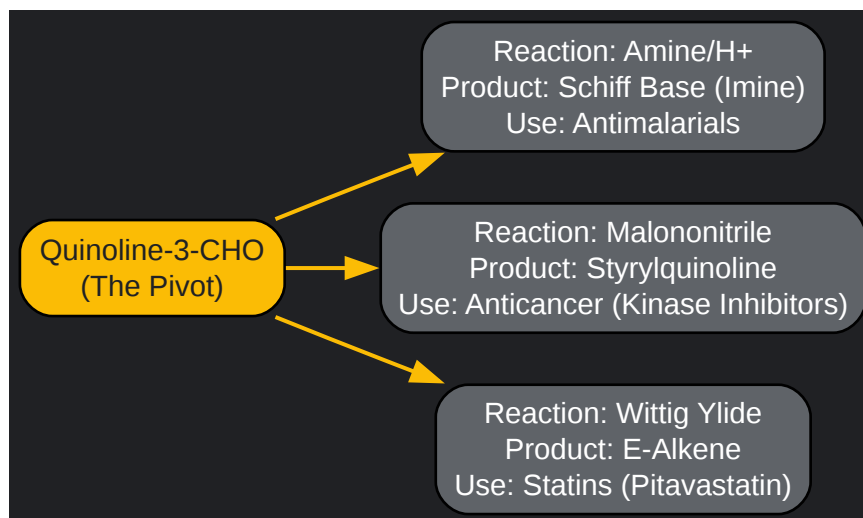 Reaction: Amine/H+
Product: Schiff Base (Imine)
Use: Antimalarials
Quinoline-3-CHO
(The Pivot)
Reaction: Malononitrile
Product: Styrylquinoline
Use: Anticancer (Kinase Inhibitors)
Reaction: Wittig Ylide
Product: E-Alkene
Use: Statins (Pitavastatin)